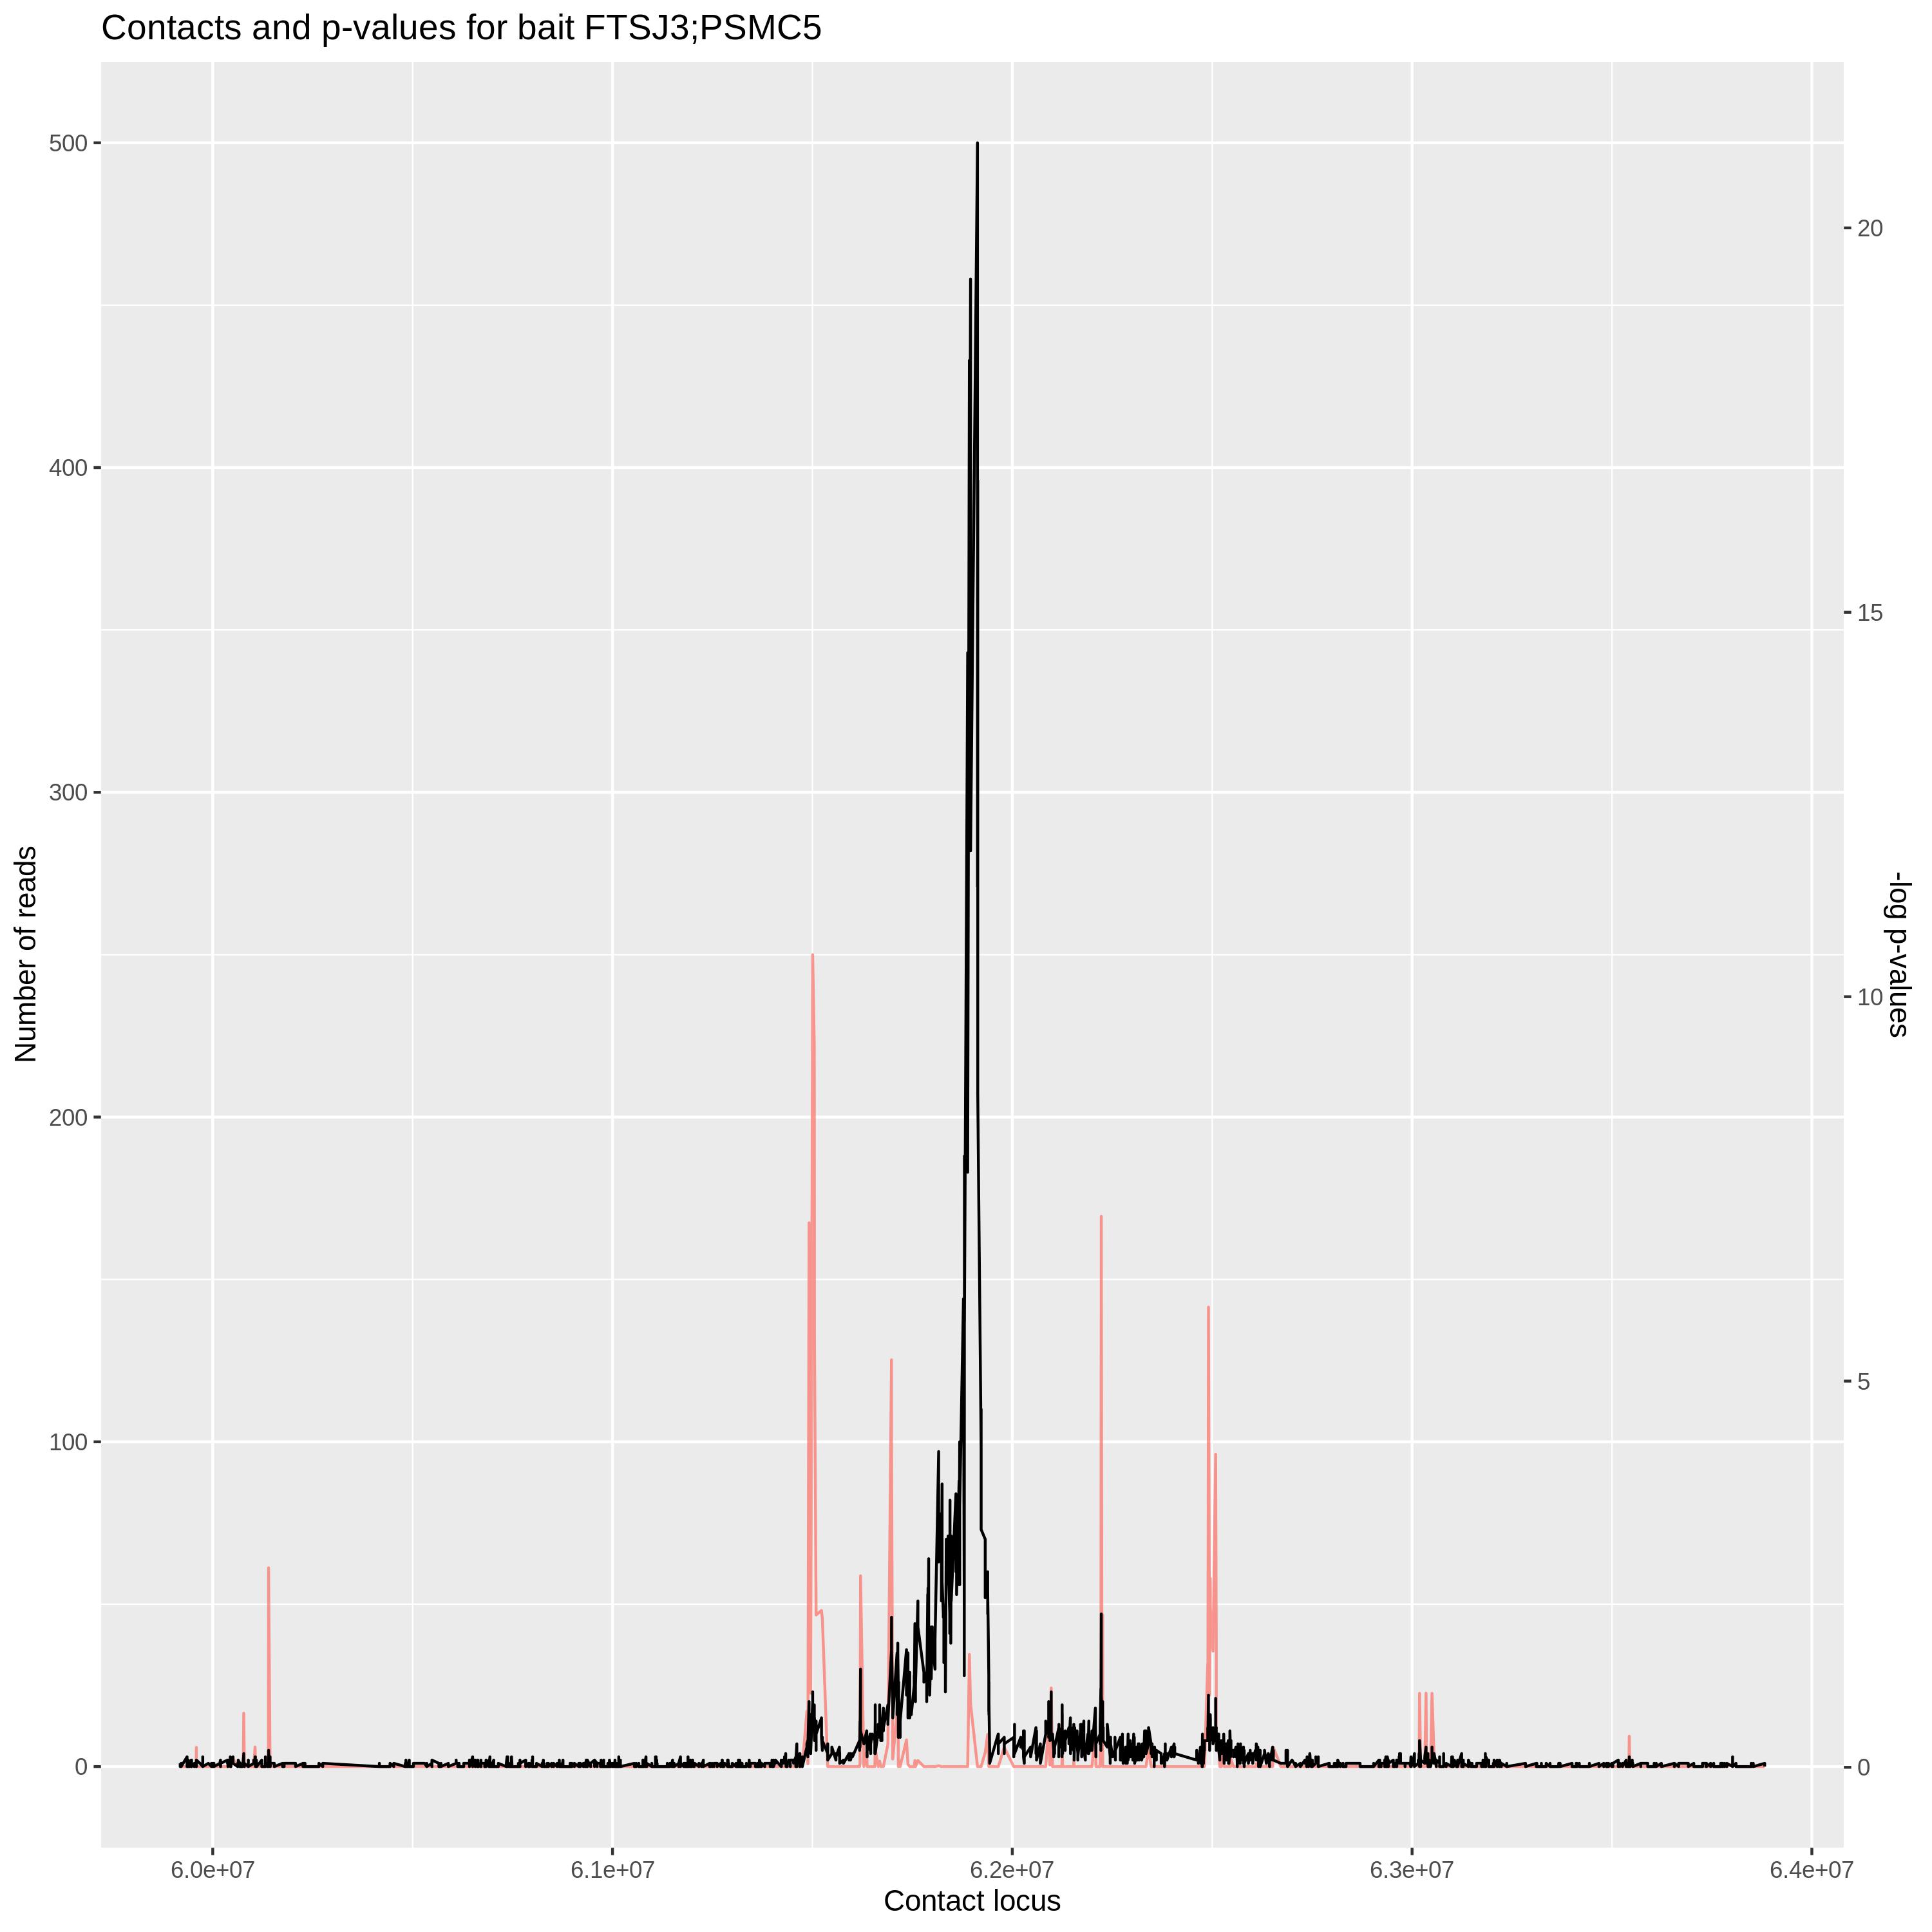 Contacts and p-values for bait FTSJ3;PSMC5
500
400
300
200
100
0
Number of reads
20
15
10
5
0
-log p-values
6.0e+07
6.1e+07
6.2e+07
6.3e+07
6.4e+07
Contact locus